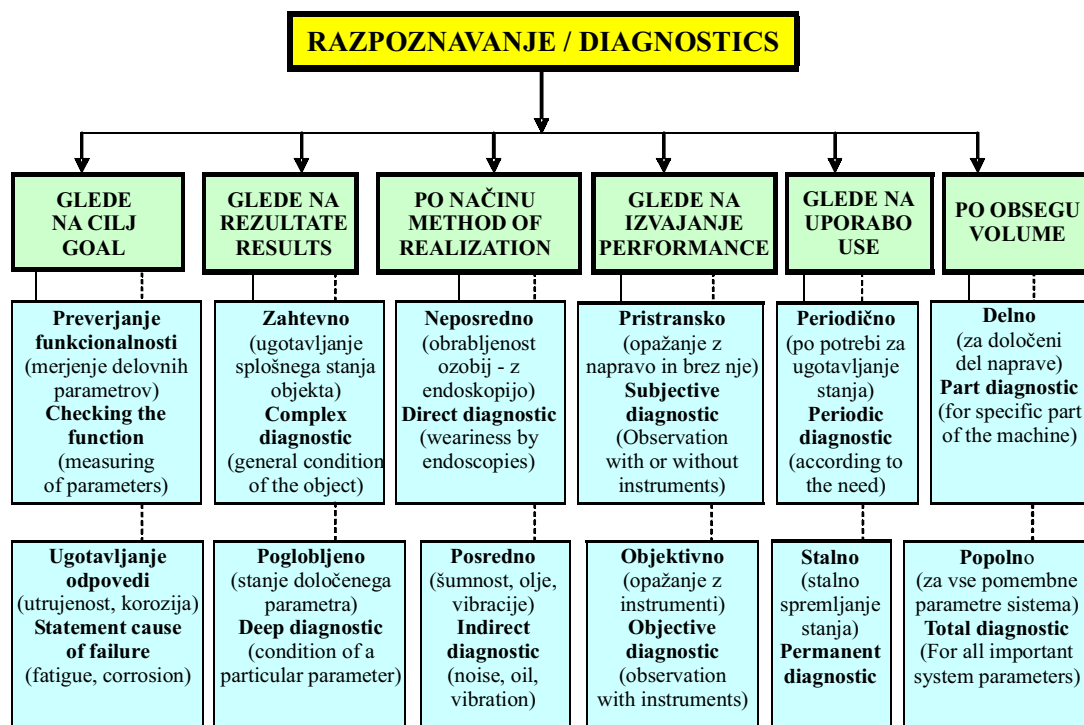 RAZPOZNAVANJE / DIAGNOSTICS
GLEDE
NA CILJ
GOAL
GLEDE NA
REZULTATE
RESULTS
PO NAČINU
METHOD OF
REALIZATION
GLEDE NA
IZVAJANJE
PERFORMANCE
GLEDE NA
UPORABO
USE
PO OBSEGU
VOLUME
Preverjanje
funkcionalnosti
(merjenje delovnih
parametrov)
Checking the
function
(measuring
of parameters)
Zahtevno
(ugotavljanje
splošnega stanja
objekta)
Complex
diagnostic
(general condition
of the object)
Neposredno
(obrabljenost
ozobij - z
endoskopijo)
Direct diagnostic
(weariness by
endoscopies)
Pristransko
(opažanje z
napravo in brez nje)
Subjective
diagnostic
(Observation
with or without
instruments)
Periodično
(po potrebi za
ugotavljanje
stanja)
Periodic
diagnostic
(according to
the need)
Delno
(za določeni
del naprave)
Part diagnostic
(for specific part
of the machine)
Ugotavljanje
odpovedi
(utrujenost, korozija)
Statement cause
of failure
(fatigue, corrosion)
Poglobljeno
(stanje določenega
parametra)
Deep diagnostic
(condition of a
particular parameter)
Posredno
(šumnost, olje,
vibracije)
Indirect
diagnostic
(noise, oil,
vibration)
Objektivno
(opažanje z
instrumenti)
Objective
diagnostic
(observation
with instruments)
Stalno
(stalno
spremljanje
stanja)
Permanent
diagnostic
Popolno
(za vse pomembne
parametre sistema)
Total diagnostic
(For all important
system parameters)